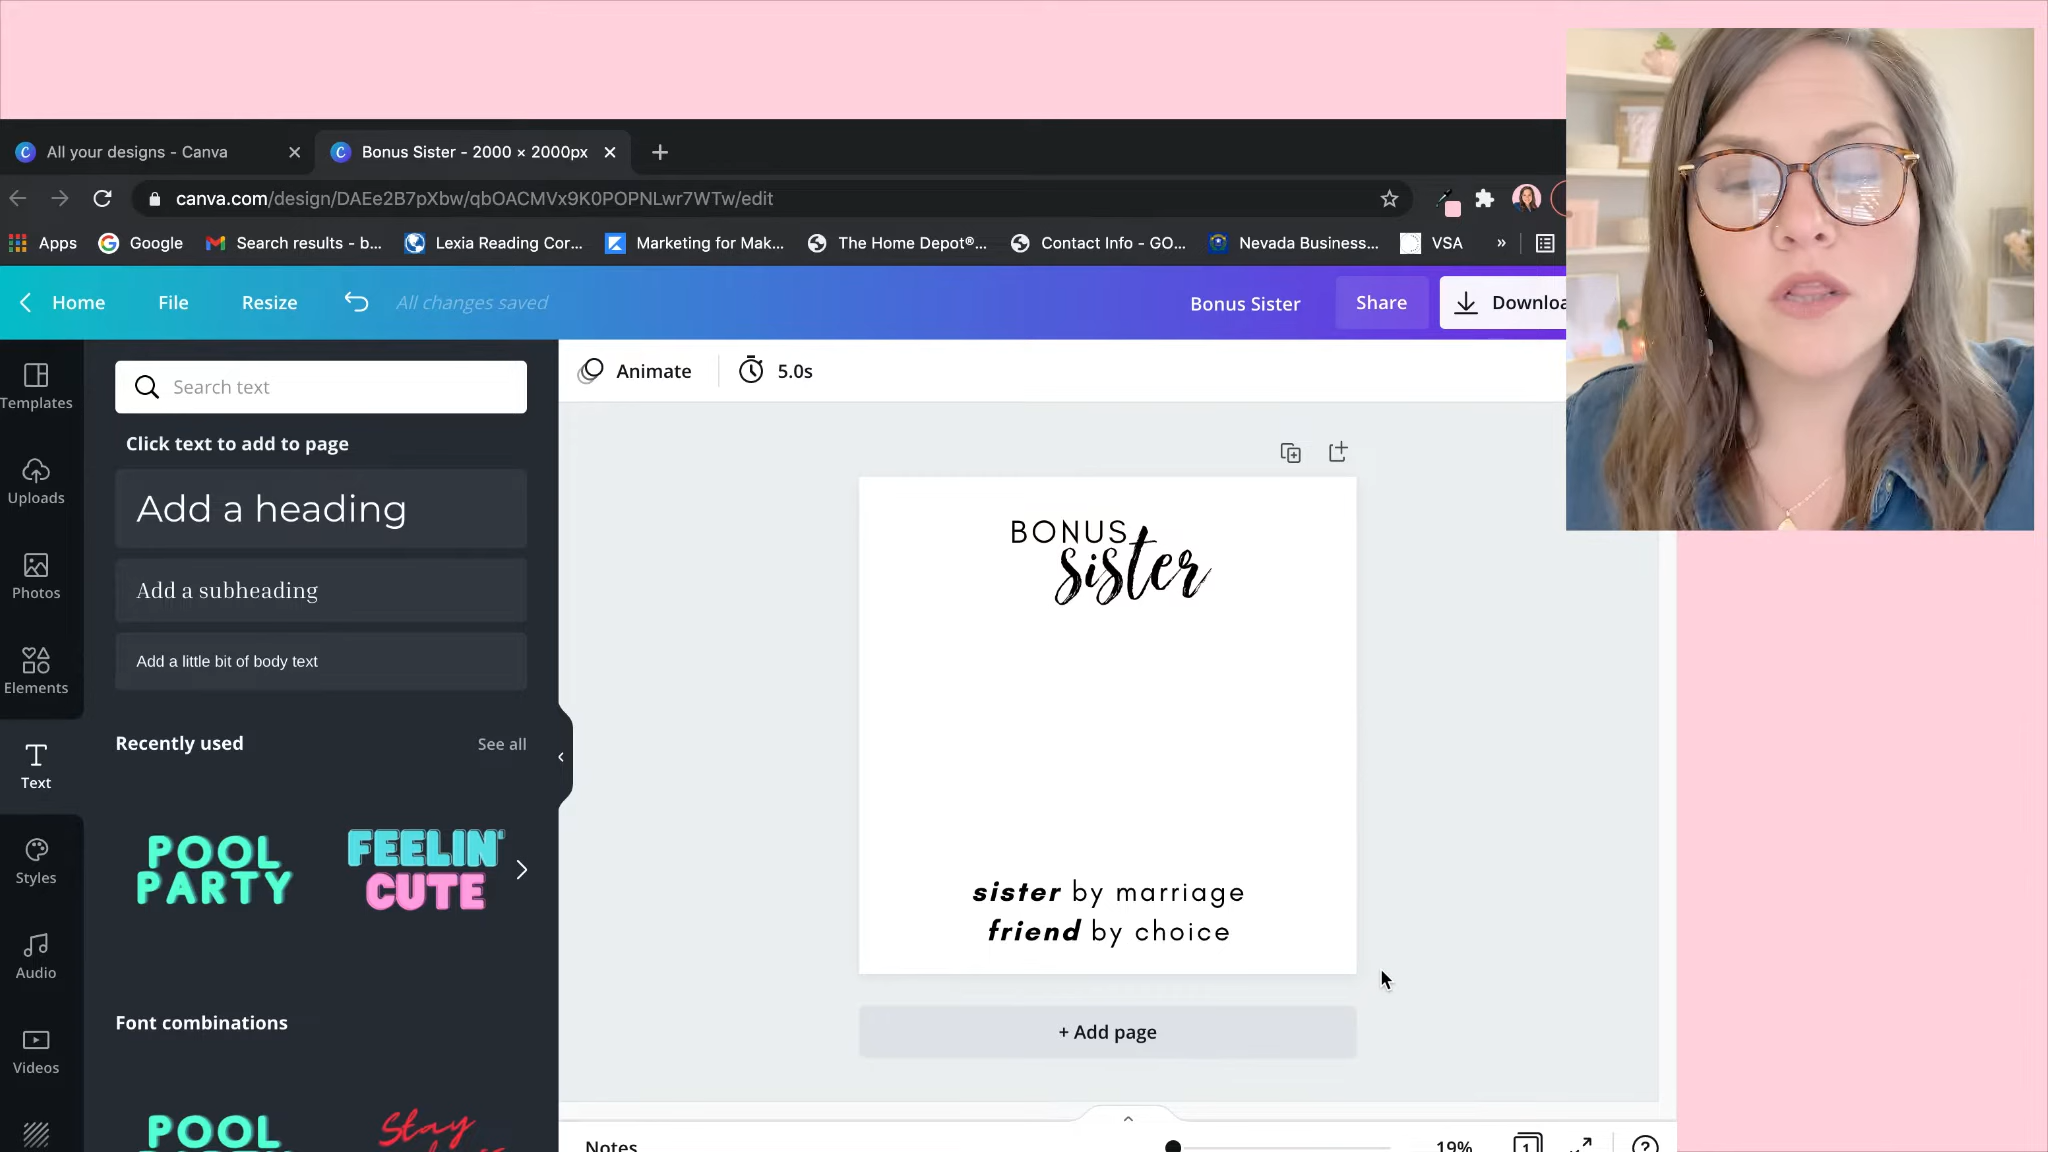 All your designs - Canva
Bonus Sister - 2000 × 2000px
canva.com/design/DAEe2B7pXbw/qbOACMVx9K0POPNLwr7WTw/edit
Apps Google Search results - b... Lexia Reading Cor... Marketing for Mak... The Home Depot®... Contact Info - GO... Nevada Business... VSA »
Home File Resize All changes saved Bonus Sister Share Downloa
Templates
Uploads
Photos
Elements
Text
Styles
Audio
Videos
Search text
Click text to add to page
Add a heading
Add a subheading
Add a little bit of body text
Recently used See all
POOL
PARTY
FEELIN'
CUTE
Font combinations
POOL
Stay
Animate 5.0s
BONUS
sister
sister by marriage
friend by choice
+ Add page
Notes 19% 1 ?